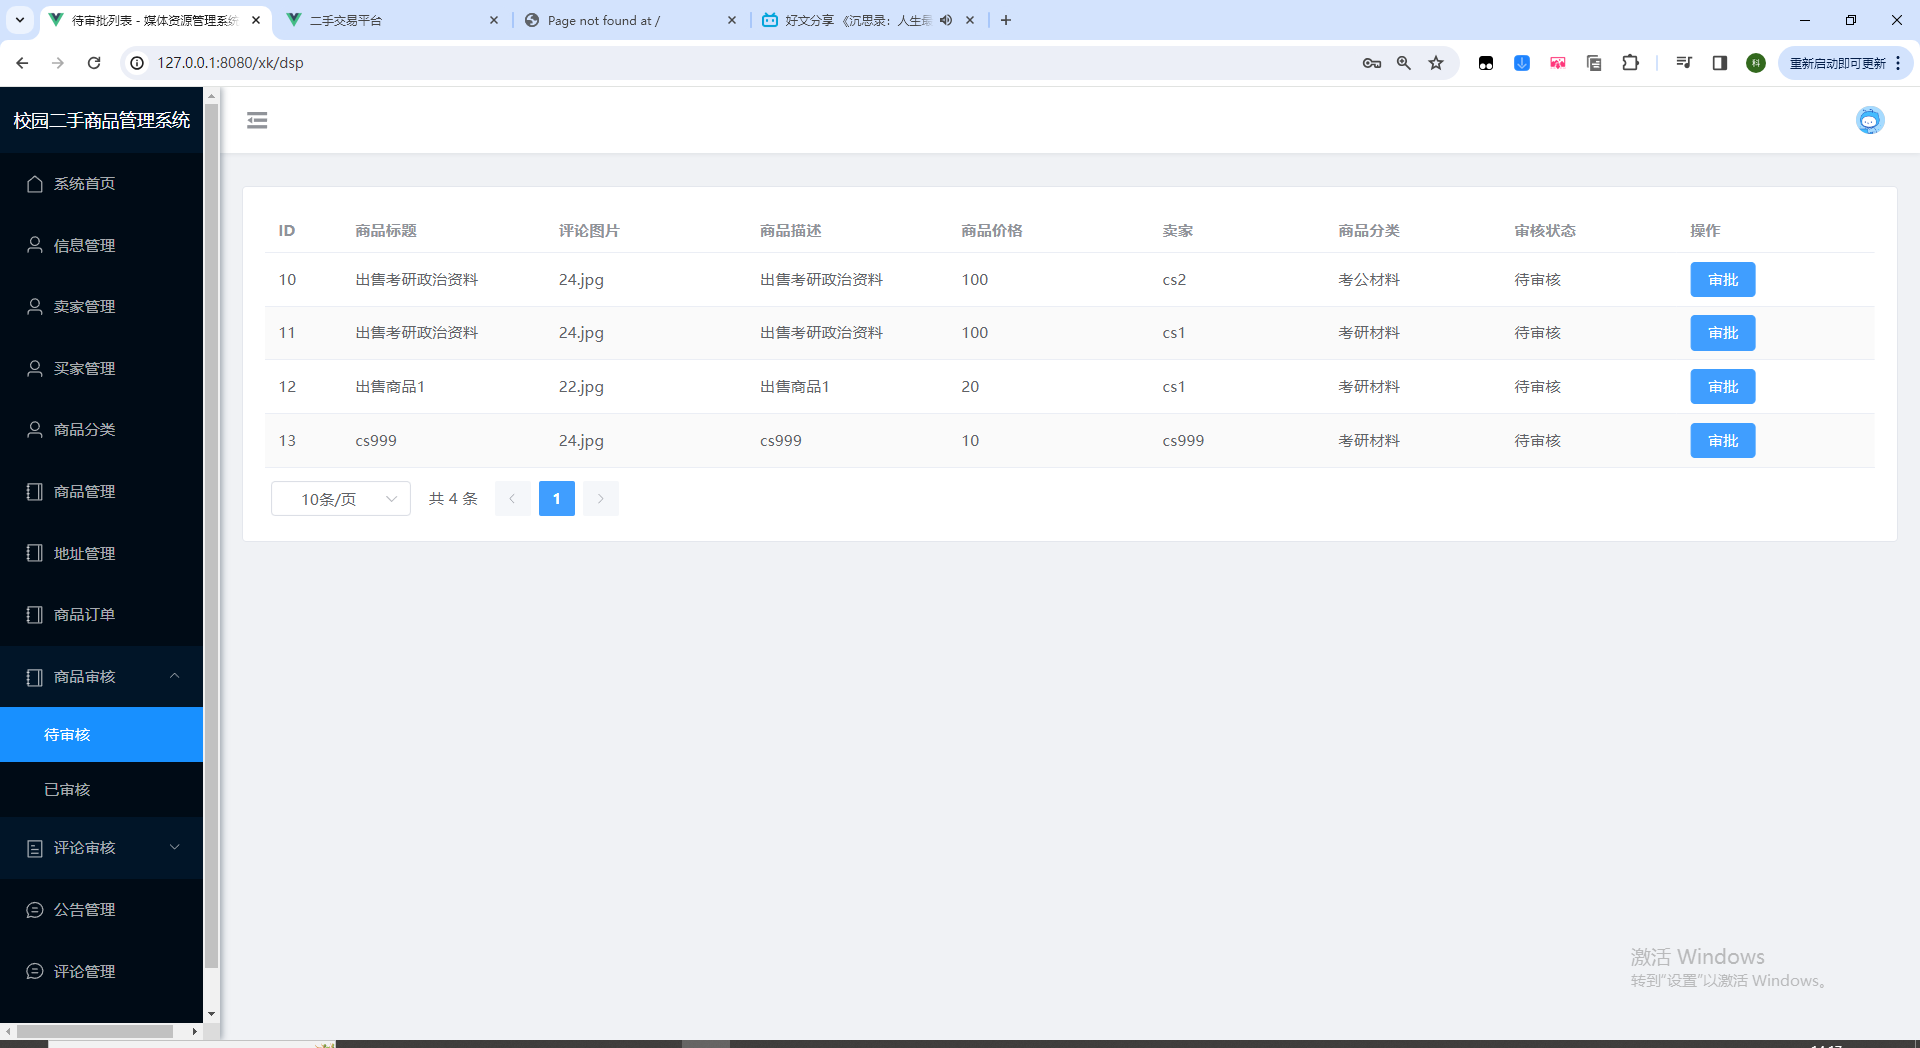 待审批列表 - 媒体资源管理系统
二手交易平台
Page not found at /
好文分享 《沉思录：人生最
127.0.0.1:8080/xk/dsp
科
重新启动即可更新
校园二手商品管理系统
系统首页
信息管理
卖家管理
买家管理
商品分类
商品管理
地址管理
商品订单
商品审核
待审核
已审核
评论审核
公告管理
评论管理
ID 商品标题 评论图片 商品描述 商品价格 卖家 商品分类 审核状态 操作
10 出售考研政治资料 24.jpg 出售考研政治资料 100 cs2 考公材料 待审核 审批
11 出售考研政治资料 24.jpg 出售考研政治资料 100 cs1 考研材料 待审核 审批
12 出售商品1 22.jpg 出售商品1 20 cs1 考研材料 待审核 审批
13 cs999 24.jpg cs999 10 cs999 考研材料 待审核 审批
10条/页 共 4 条 1
激活 Windows
转到"设置"以激活 Windows。